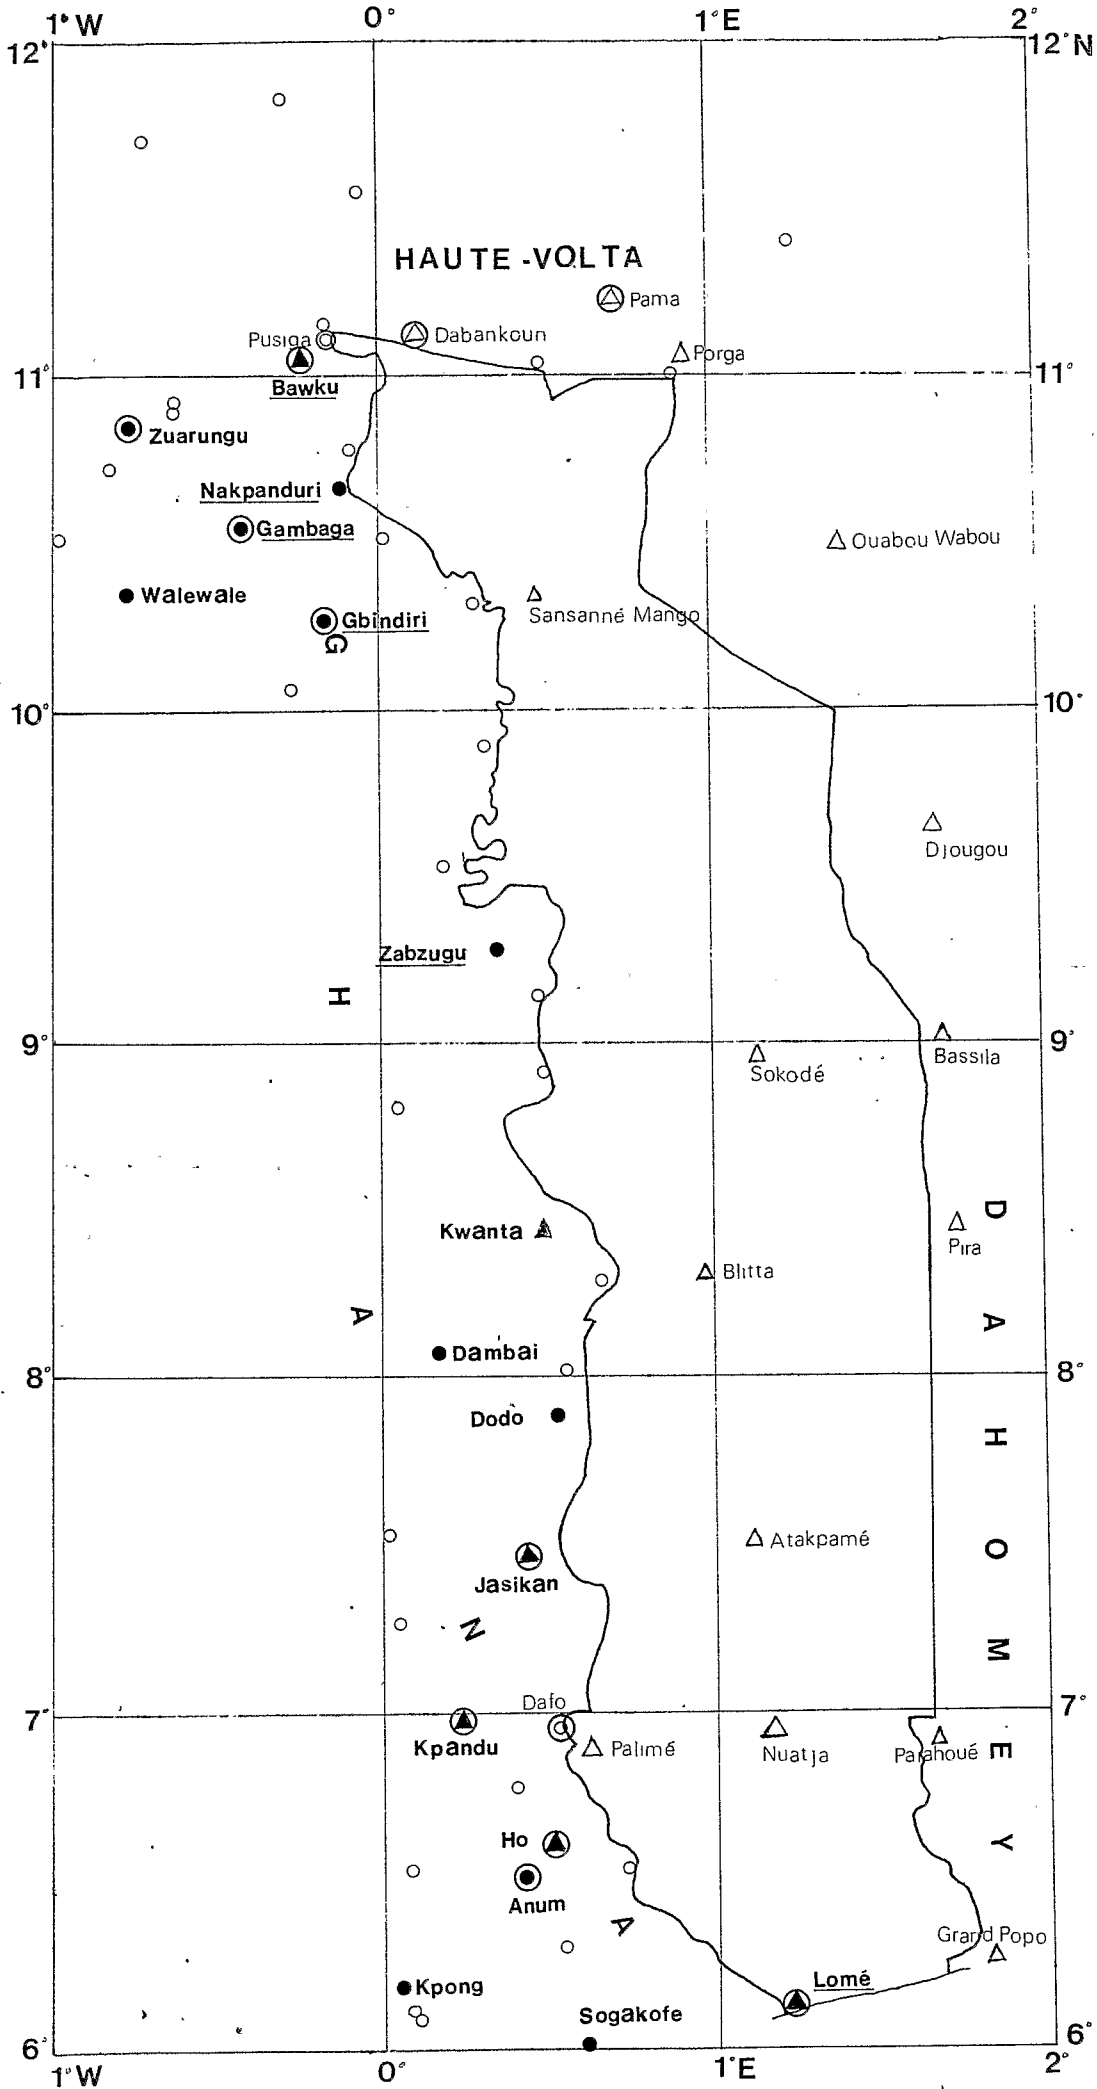 1° W 0° 1° E 2°
12° 12° N
HAUTE-VOLTA
Pama
Pusiga Dabankoun
Porga
11° 11°
Bawku
Zuarungu
Nakpanduri
Gambaga
Ouabou Wabou
Walewale
Sansanné Mango
Gbindiri
G
10° 10°
Djougou
Zabzugu
H
9° 9°
Bassila
Sokodé
D
Kwanta
Pira
Blitta
A A
Dambai
8° 8°
Dodo
H
Atakpamé
O
Jasikan
N
M
Dafo
7° 7°
Kpandu Palimé Nuatja Parahoué E
Ho
Y
Anum
A
Grand Popo
Lomé
Kpong
Sogakofe
6° 6°
1° W 0° 1° E 2°